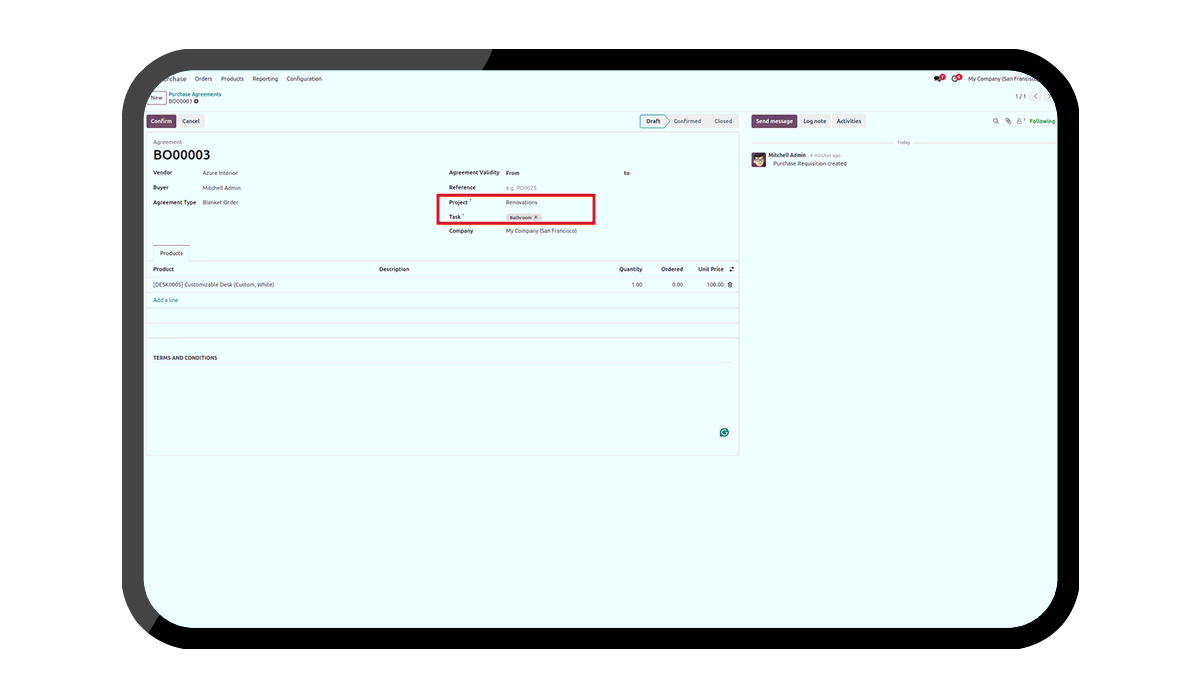 urchase Orders Products Reporting Configuration 7 My Company (San Francisco
New Purchase Agreements 1 / 1
BO00003
Confirm Cancel Draft Confirmed Closed Send message Log note Activities 1 Following
Agreement Today
BO00003
Mitchell Admin - 4 minutes ago
Purchase Requisition created
Vendor Azure Interior Agreement Validity From to
Buyer Mitchell Admin Reference e.g. PO0025
Agreement Type Blanket Order Project ? Renovations
Task ? Bathroom ×
Company My Company (San Francisco)
Products
Product Description Quantity Ordered Unit Price
[DESK0005] Customizable Desk (Custom, White) 1.00 0.00 100.00
Add a line
TERMS AND CONDITIONS